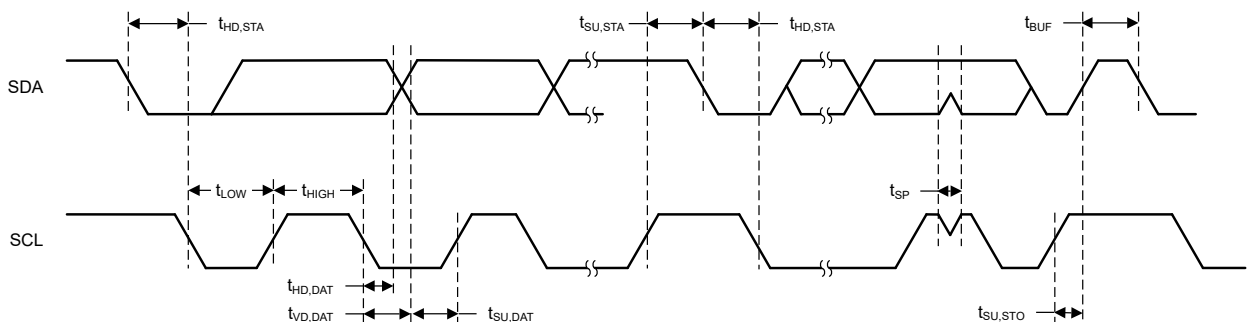 tHD,STA
tSU,STA
tHD,STA
tBUF
SDA
tLOW
tHIGH
tSP
SCL
tHD,DAT
tVD,DAT
tSU,DAT
tSU,STO